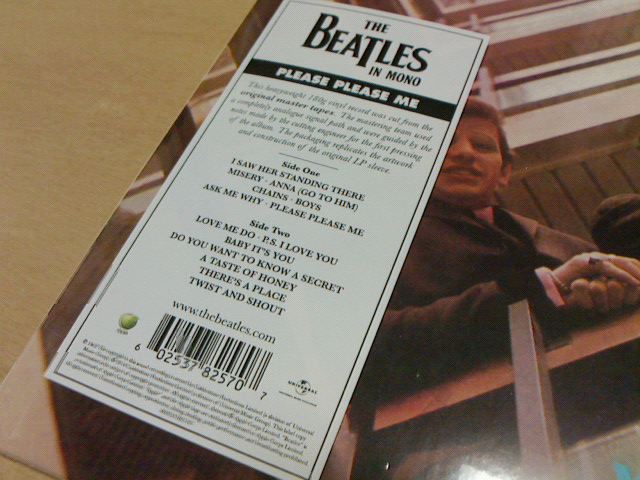 THE
BEATLES
IN MONO
PLEASE PLEASE ME
This heavyweight 180g vinyl record was cut from the
original master tapes. The mastering team used
a completely analogue signal path and were guided by the
notes made by the cutting engineer for the first pressing
of the album. The packaging replicates the artwork
and construction of the original LP sleeve.
Side One
I SAW HER STANDING THERE
MISERY · ANNA (GO TO HIM)
CHAINS · BOYS
ASK ME WHY · PLEASE PLEASE ME
Side Two
LOVE ME DO · P.S. I LOVE YOU
BABY IT'S YOU
DO YOU WANT TO KNOW A SECRET
A TASTE OF HONEY
THERE'S A PLACE
TWIST AND SHOUT
www.thebeatles.com
6 02537 82570 7
UNIVERSAL